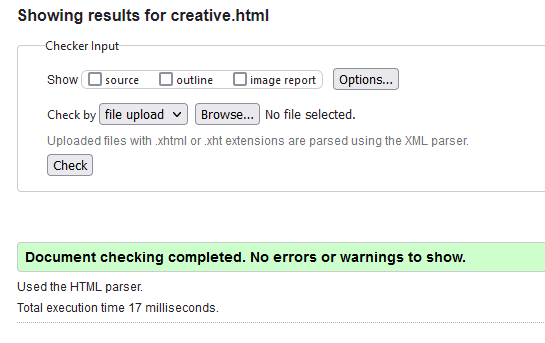 Showing results for creative.html
Checker Input
Show source outline image report Options...
Check by file upload Browse... No file selected.
Uploaded files with .xhtml or .xht extensions are parsed using the XML parser.
Check
Document checking completed. No errors or warnings to show.
Used the HTML parser.
Total execution time 17 milliseconds.